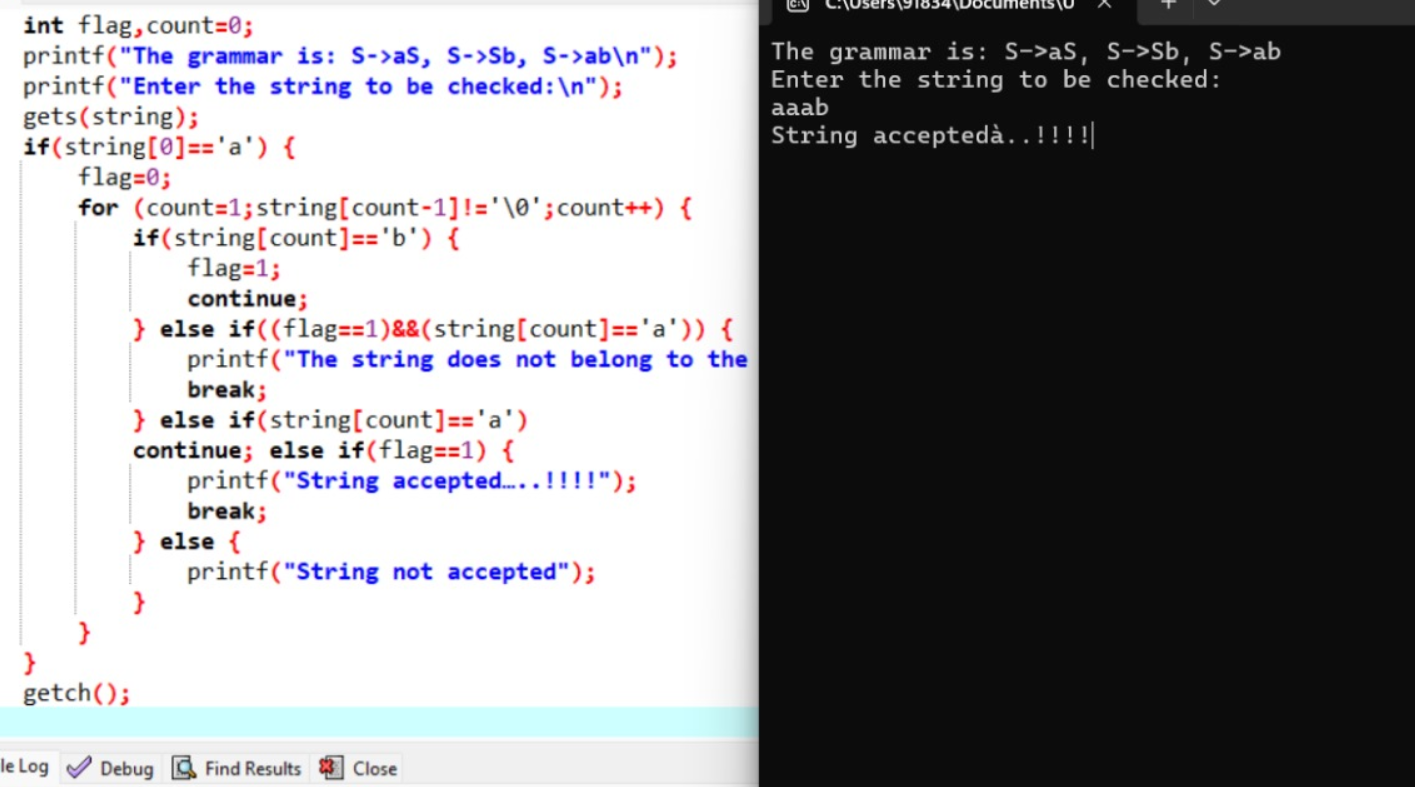 int flag,count=0;
printf("The grammar is: S->aS, S->Sb, S->ab\n");
printf("Enter the string to be checked:\n");
gets(string);
if(string[0]=='a') {
flag=0;
for (count=1;string[count-1]!='\0';count++) {
if(string[count]=='b') {
flag=1;
continue;
} else if((flag==1)&&(string[count]=='a')) {
printf("The string does not belong to the
break;
} else if(string[count]=='a')
continue; else if(flag==1) {
printf("String accepted…..!!!!");
break;
} else {
printf("String not accepted");
}
}
}
getch();
le Log Debug Find Results Close
C:\Users\91834\Documents\U
The grammar is: S->aS, S->Sb, S->ab
Enter the string to be checked:
aaab
String acceptedà..!!!!